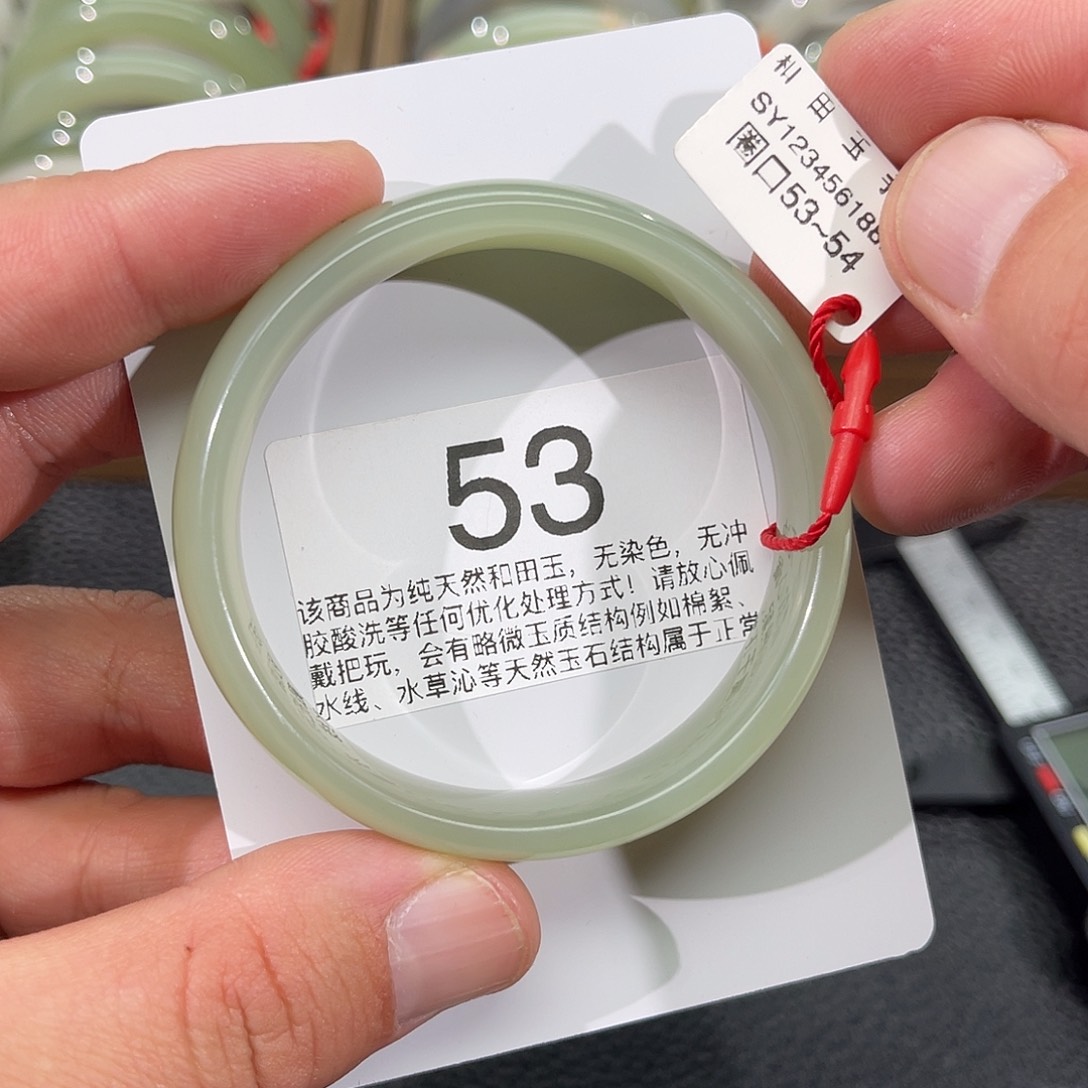 和田玉手
SY123456188
圈口53~54
53
该商品为纯天然和田玉，无染色，无冲
胶酸洗等任何优化处理方式！请放心佩
戴把玩，会有略微玉质结构例如棉絮、
水线、水草沁等天然玉石结构属于正常